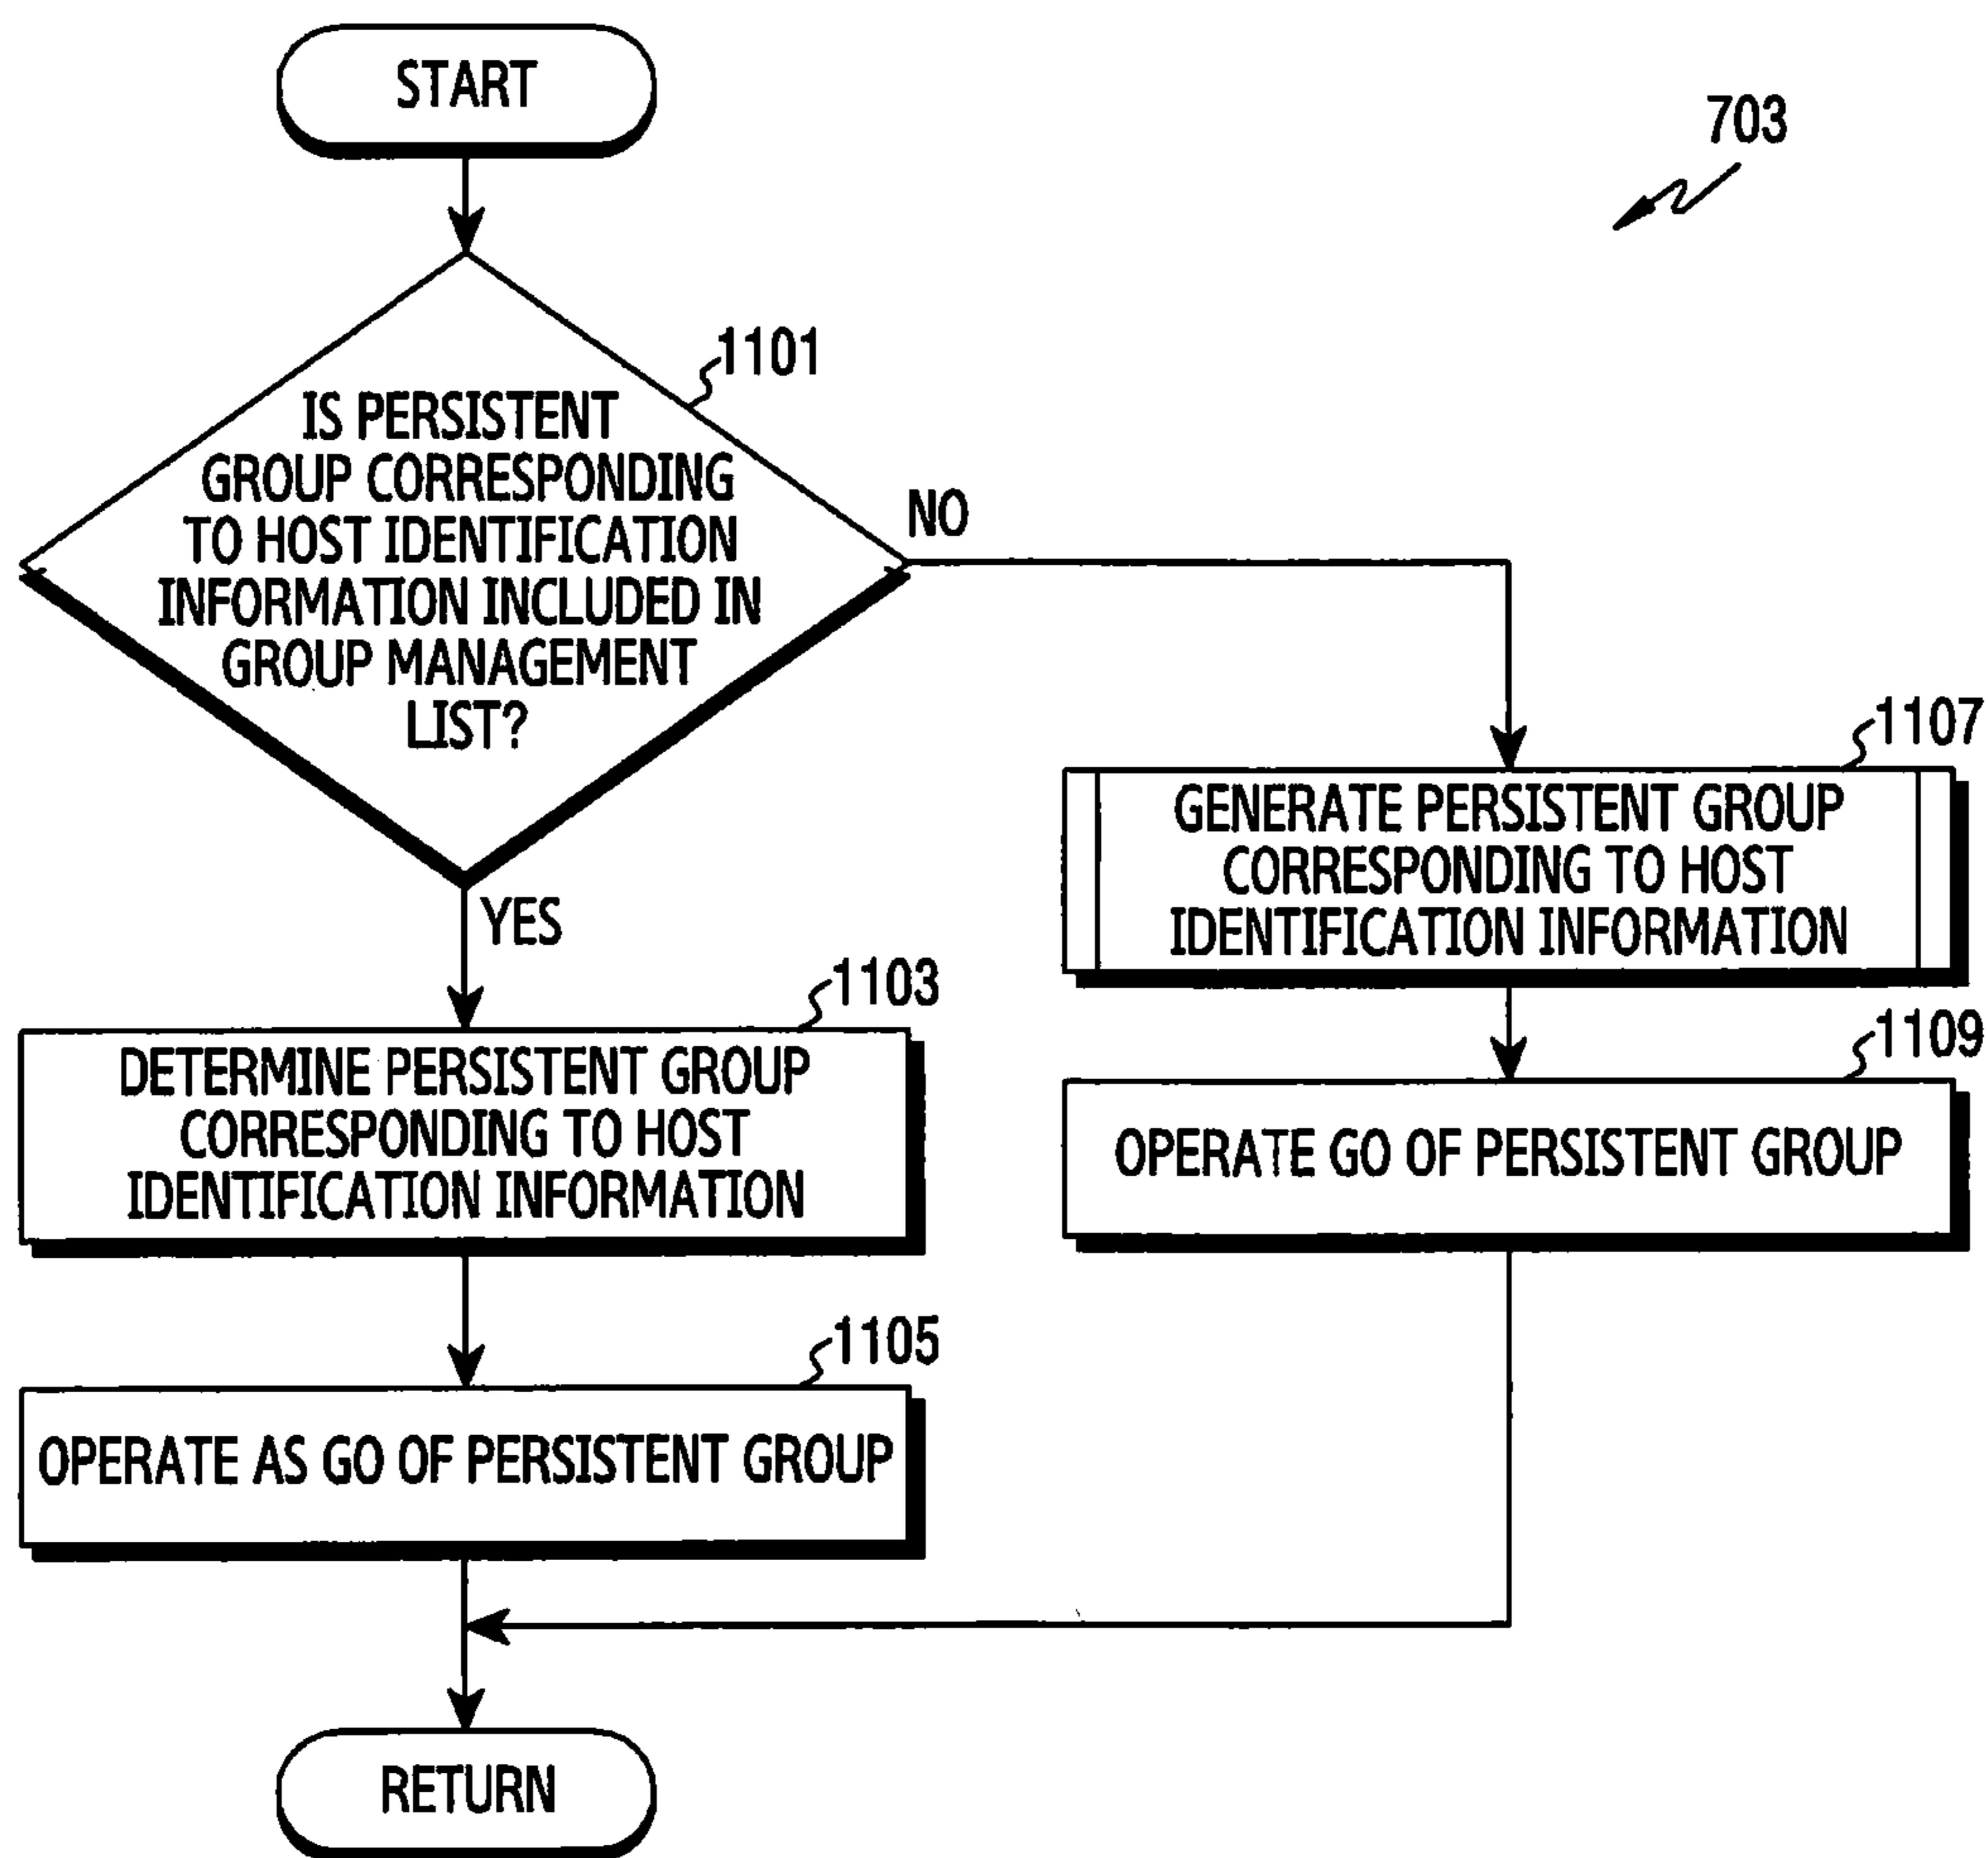 START
703
1101
IS PERSISTENT
GROUP CORRESPONDING
TO HOST IDENTIFICATION
INFORMATION INCLUDED IN
GROUP MANAGEMENT
LIST?
NO
YES
1107
GENERATE PERSISTENT GROUP
CORRESPONDING TO HOST
IDENTIFICATION INFORMATION
1103
DETERMINE PERSISTENT GROUP
CORRESPONDING TO HOST
IDENTIFICATION INFORMATION
1109
OPERATE GO OF PERSISTENT GROUP
1105
OPERATE AS GO OF PERSISTENT GROUP
RETURN